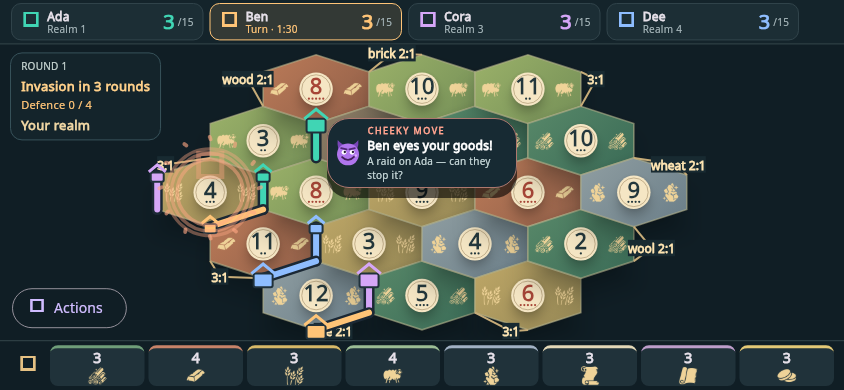 Ada
Realm 1
3 /15
Ben
Turn · 1:30
3 /15
Cora
Realm 3
3 /15
Dee
Realm 4
3 /15
ROUND 1
Invasion in 3 rounds
Defence 0 / 4
Your realm
brick 2:1
wood 2:1
8
10
11
3:1
3
10
CHEEKY MOVE
Ben eyes your goods!
A raid on Ada — can they
stop it?
3:1
4
8
9
6
9
wheat 2:1
11
3
4
2
wool 2:1
3:1
12
5
6
2:1
3:1
Actions
3
4
3
4
3
3
3
3